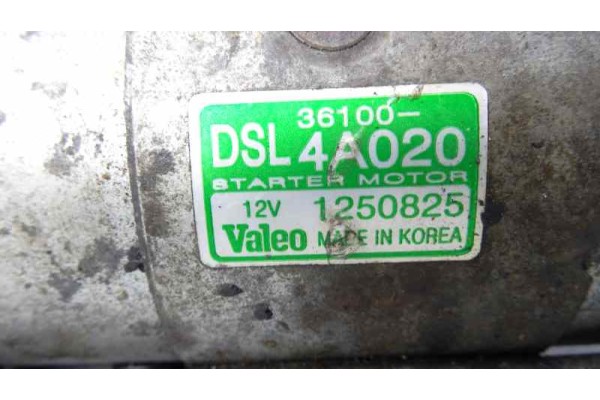 36100-
DSL 4A020
STARTER MOTOR
12V 1250825
Valeo MADE IN KOREA